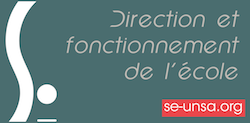 Direction et
fonctionnement
de l'école
se-unsa.org